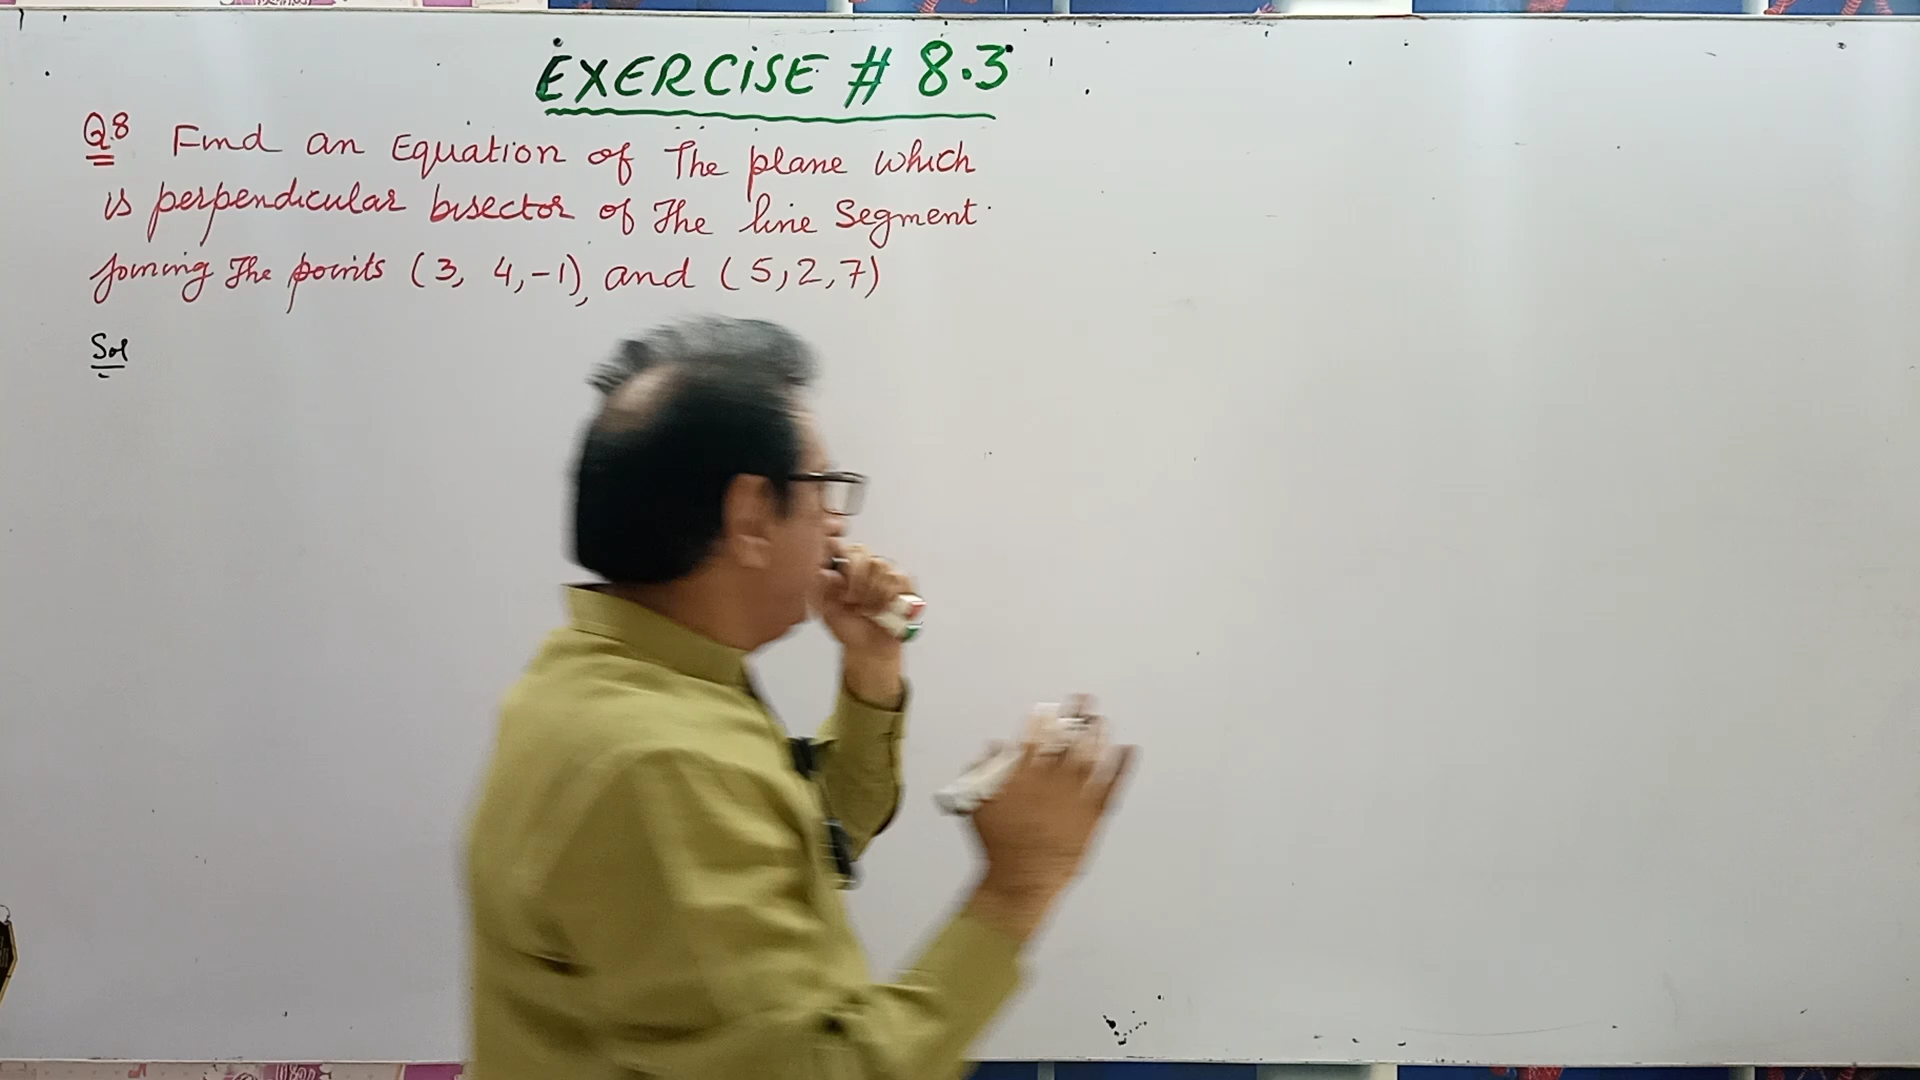 EXERCISE # 8.3
Q.8 Find an Equation of The plane which
is perpendicular bisector of The line Segment
joining The points (3, 4,-1), and (5,2,7)
Sol